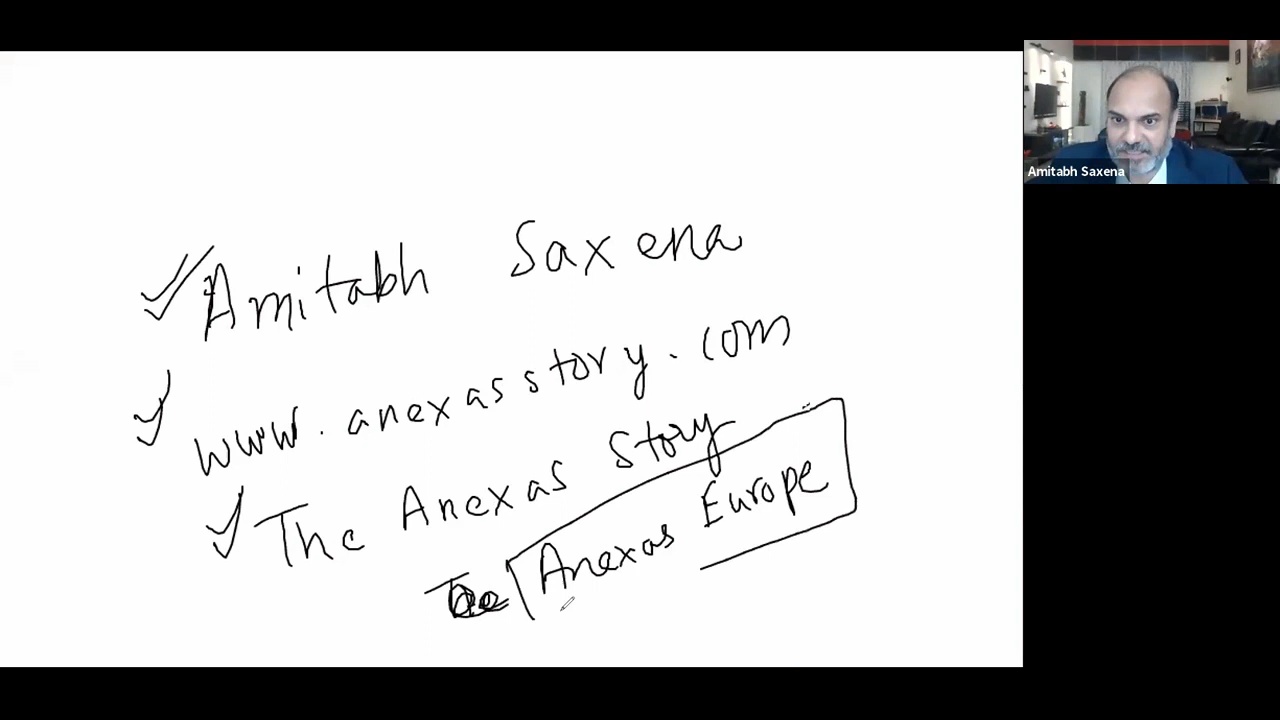 Amitabh Saxena
www.anexasstory.com
The Anexas Story
Anexas Europe
Amitabh Saxena